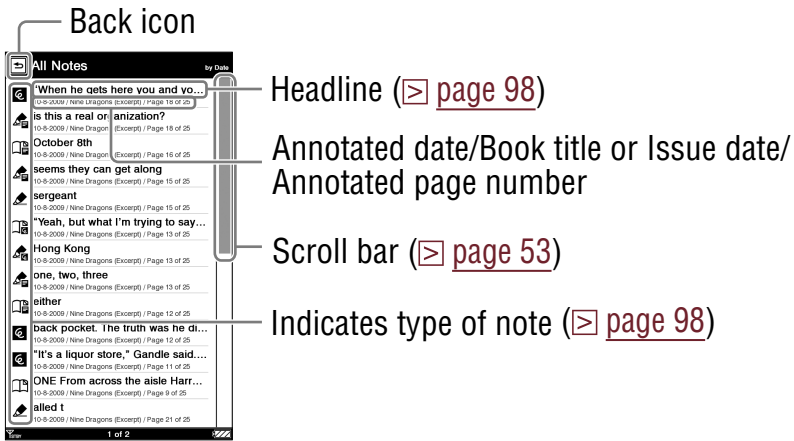 Back icon
All Notes by Date
"When he gets here you and yo...
10-8-2009 / Nine Dragons (Excerpt) / Page 18 of 25
is this a real organization?
10-8-2009 / Nine Dragons (Excerpt) / Page 18 of 25
October 8th
10-8-2009 / Nine Dragons (Excerpt) / Page 16 of 25
seems they can get along
10-8-2009 / Nine Dragons (Excerpt) / Page 15 of 25
sergeant
10-8-2009 / Nine Dragons (Excerpt) / Page 15 of 25
"Yeah, but what I'm trying to say...
10-8-2009 / Nine Dragons (Excerpt) / Page 13 of 25
Hong Kong
10-8-2009 / Nine Dragons (Excerpt) / Page 13 of 25
one, two, three
10-8-2009 / Nine Dragons (Excerpt) / Page 13 of 25
either
10-8-2009 / Nine Dragons (Excerpt) / Page 12 of 25
back pocket. The truth was he di...
10-8-2009 / Nine Dragons (Excerpt) / Page 12 of 25
"It's a liquor store," Gandle said....
10-8-2009 / Nine Dragons (Excerpt) / Page 11 of 25
ONE From across the aisle Harr...
10-8-2009 / Nine Dragons (Excerpt) / Page 9 of 25
alled t
10-8-2009 / Nine Dragons (Excerpt) / Page 21 of 25
1 of 2
Headline (> page 98)
Annotated date/Book title or Issue date/
Annotated page number
Scroll bar (> page 53)
Indicates type of note (> page 98)